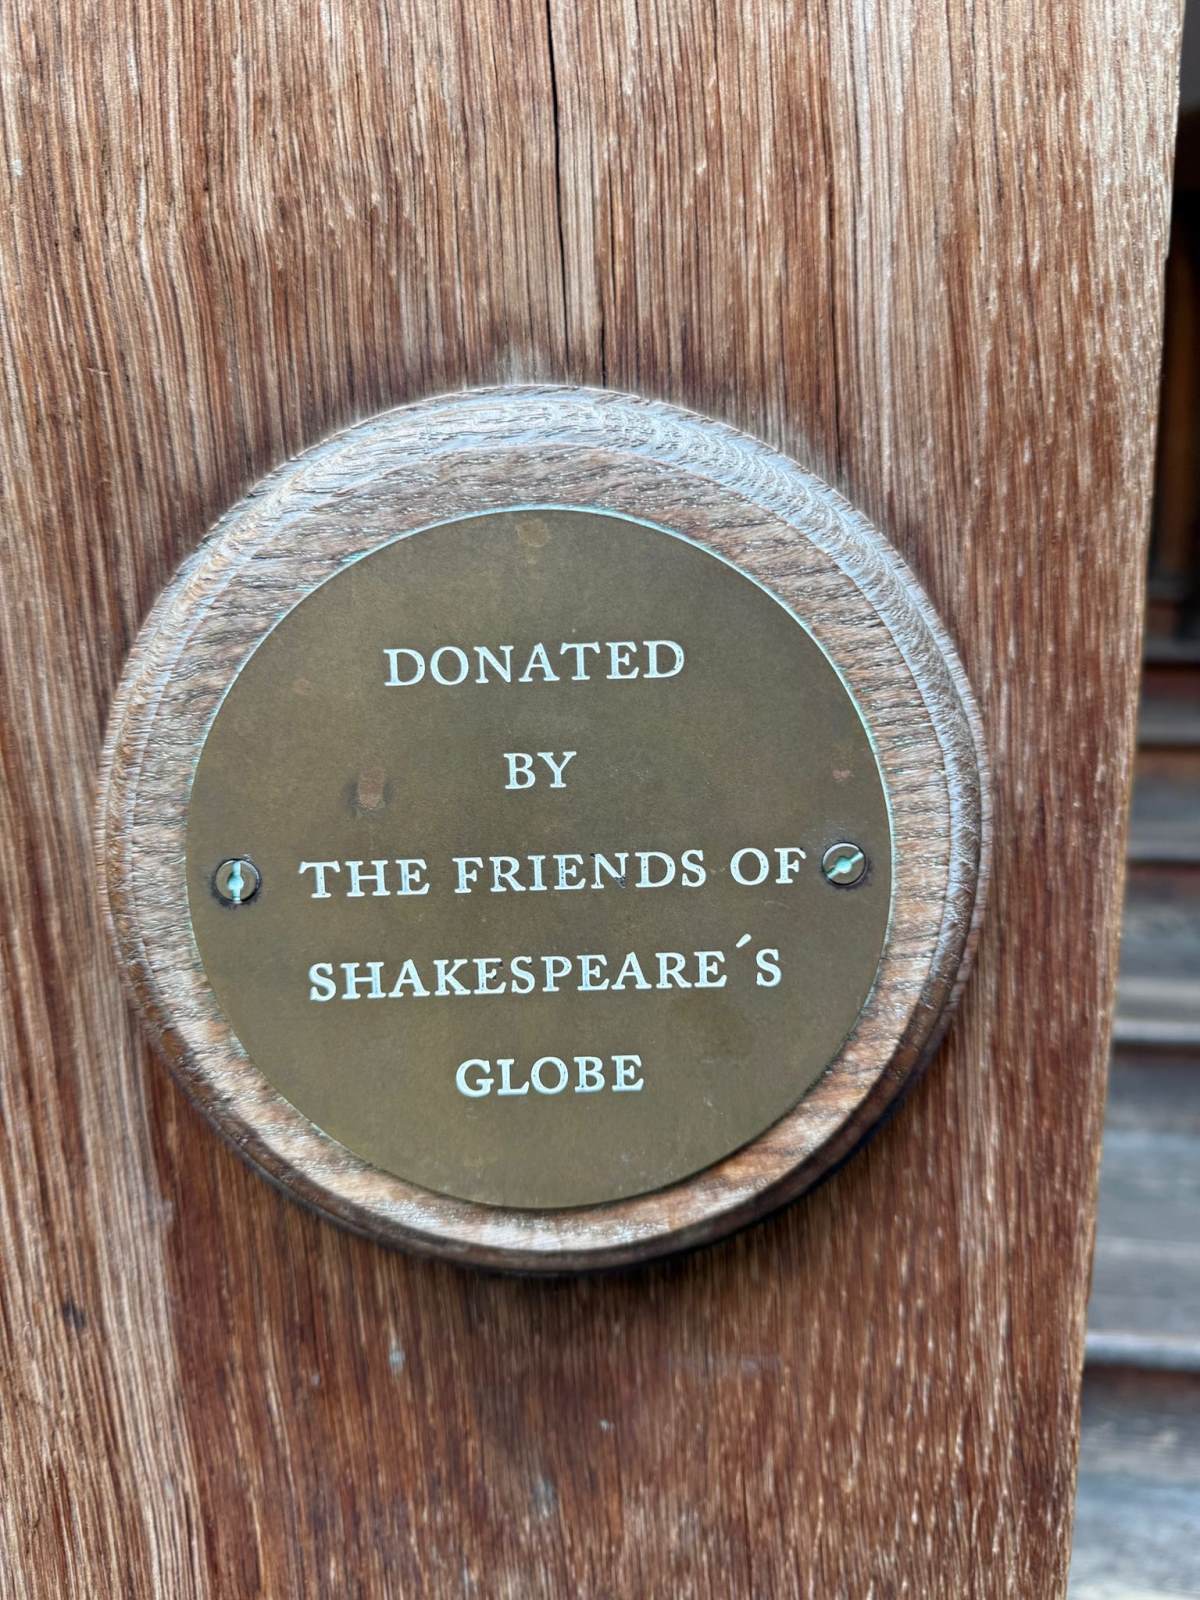 DONATED
BY
THE FRIENDS OF
SHAKESPEARE´S
GLOBE